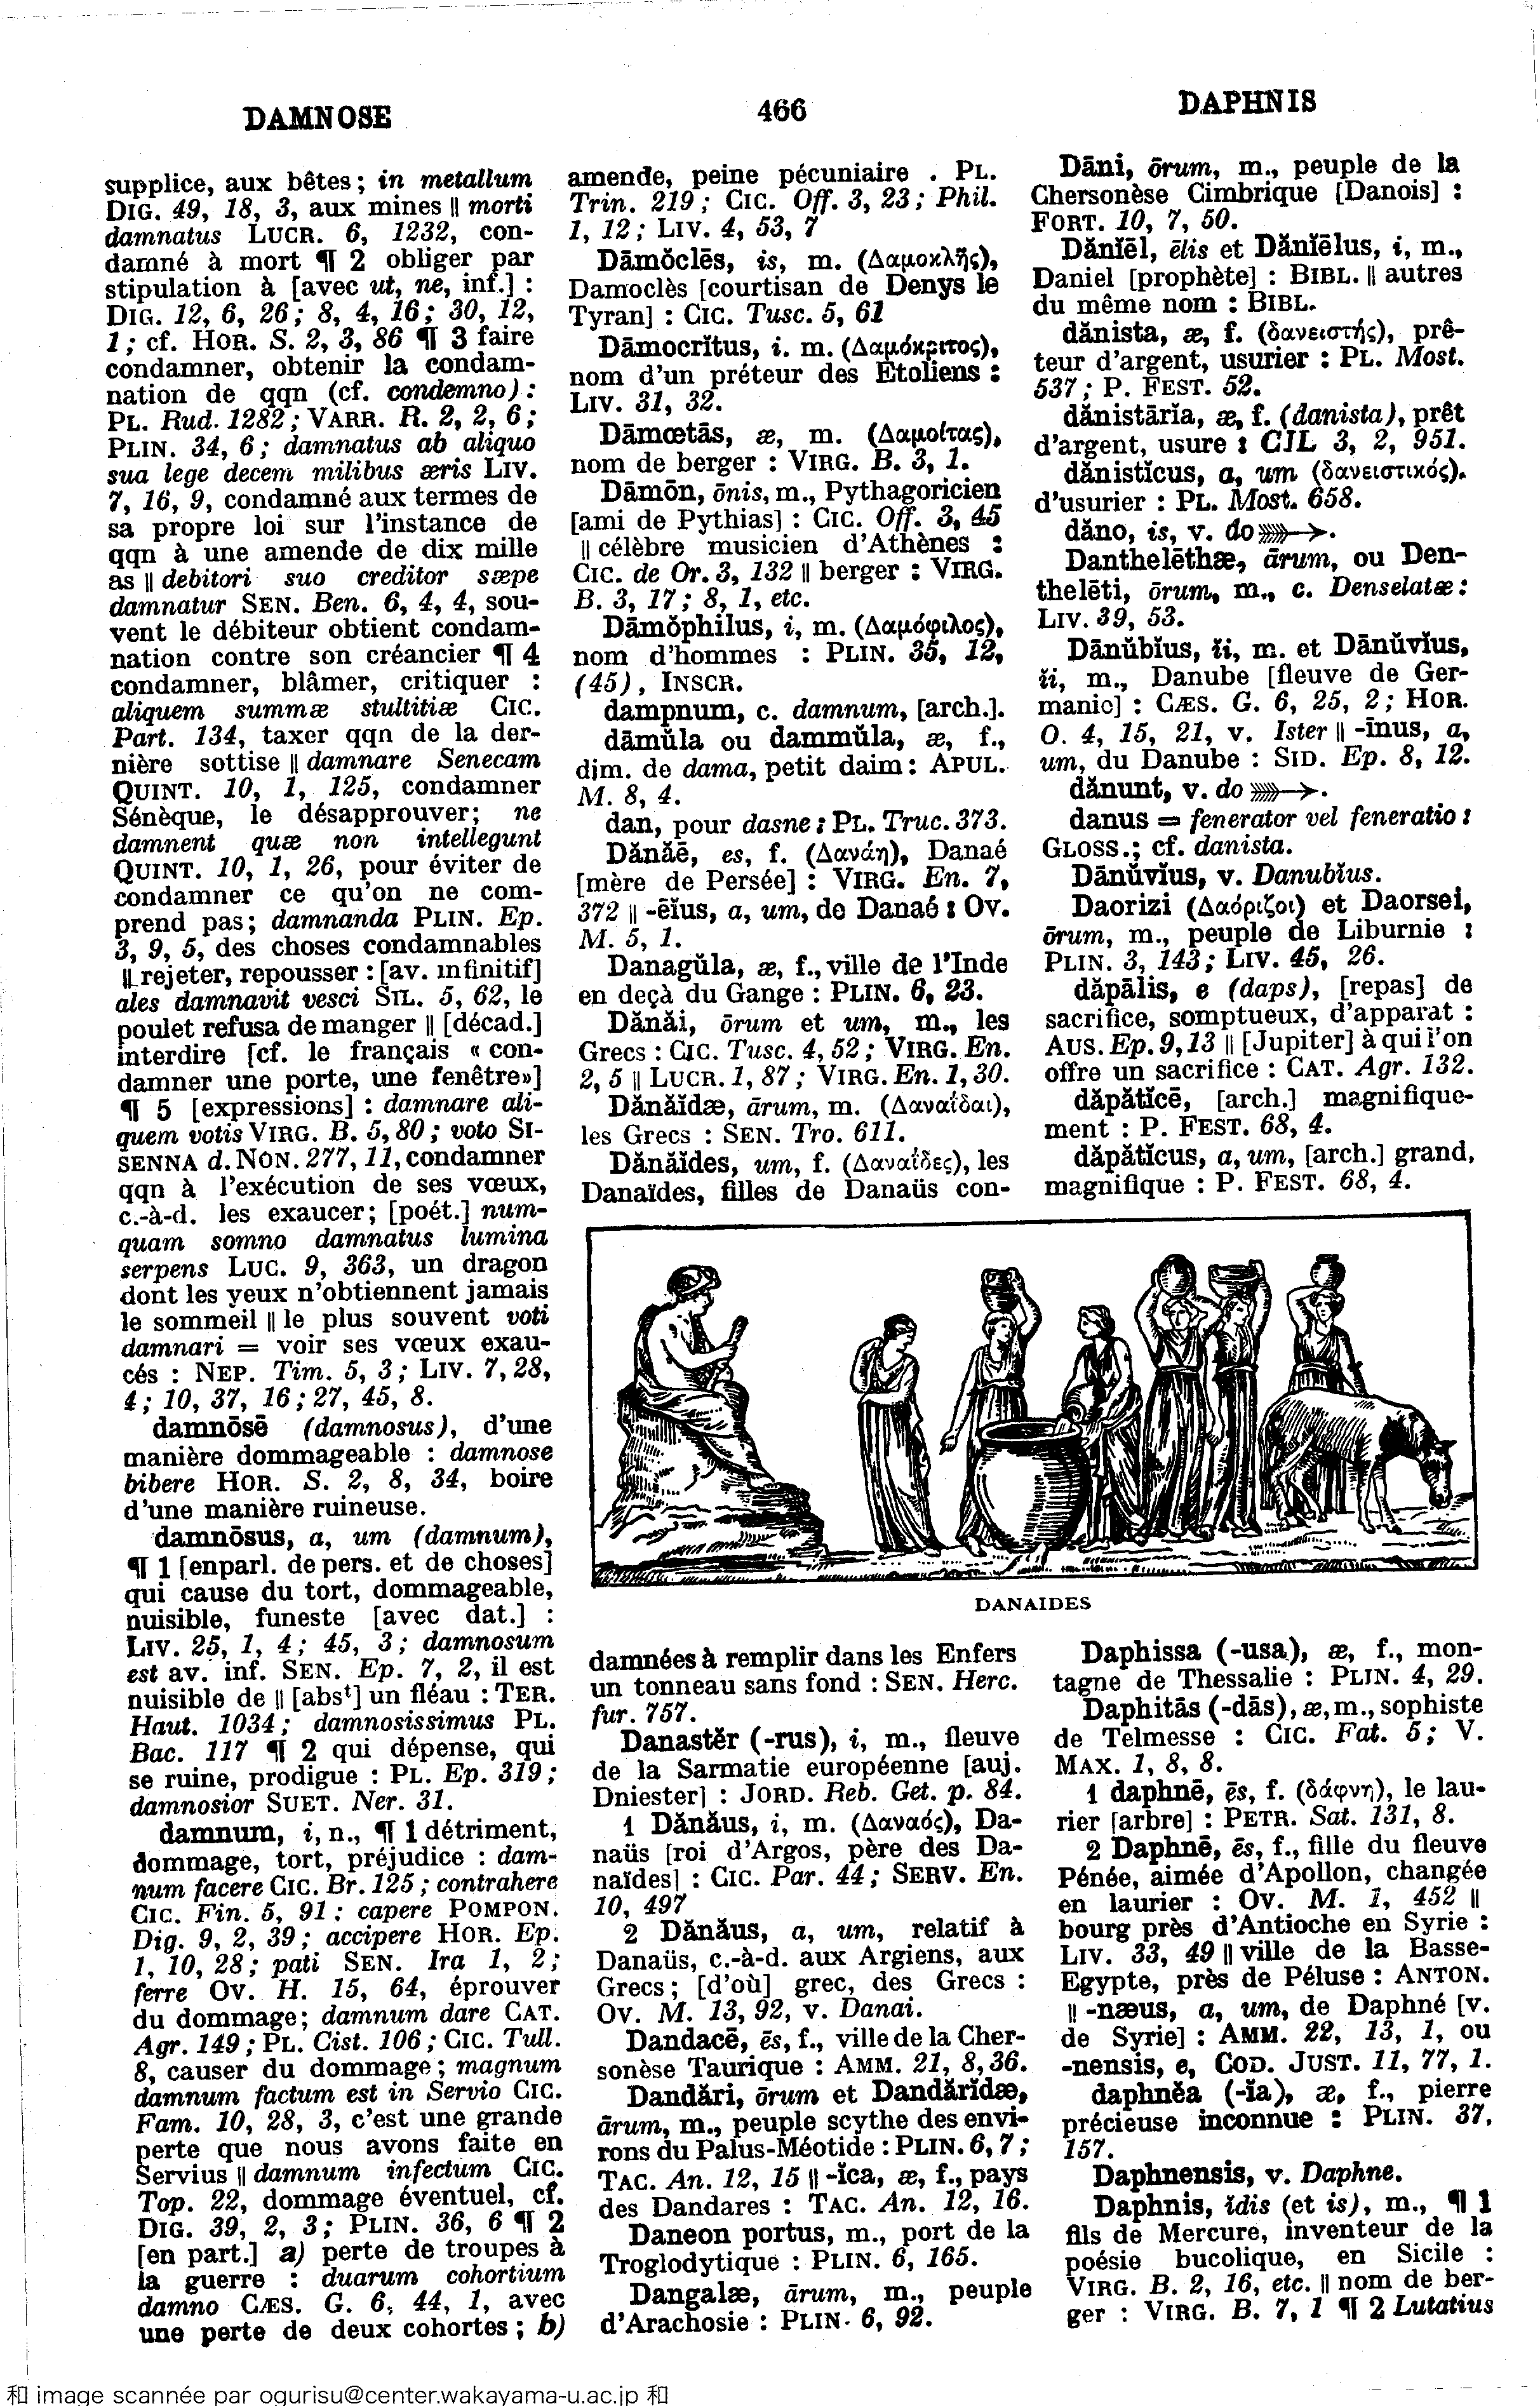 DAMNOSE
466
DAPHNIS
supplice, aux bêtes; in metallum
DIG. 49, 18, 3, aux mines || morti
damnatus LUCR. 6, 1232, con-
damné à mort ¶ 2 obliger par
stipulation à [avec ut, ne, inf.] :
DIG. 12, 6, 26; 8, 4, 16; 30, 12,
1; cf. HOR. S. 2, 3, 86 ¶ 3 faire
condamner, obtenir la condam-
nation de qqn (cf. condemno) :
PL. Rud. 1282; VARR. R. 2, 2, 6;
PLIN. 34, 6; damnatus ab aliquo
sua lege decem milibus æris LIV.
7, 16, 9, condamné aux termes de
sa propre loi sur l'instance de
qqn à une amende de dix mille
as || debitori suo creditor sæpe
damnatur SEN. Ben. 6, 4, 4, sou-
vent le débiteur obtient condam-
nation contre son créancier ¶ 4
condamner, blâmer, critiquer :
aliquem summæ stultitiæ CIC.
Part. 134, taxer qqn de la der-
nière sottise || damnare Senecam
QUINT. 10, 1, 125, condamner
Sénèque, le désapprouver; ne
damnent quæ non intellegunt
QUINT. 10, 1, 26, pour éviter de
condamner ce qu'on ne com-
prend pas; damnanda PLIN. Ep.
3, 9, 5, des choses condamnables
|| rejeter, repousser : [av. infinitif]
ales damnavit vesci SIL. 5, 62, le
poulet refusa de manger || [décad.]
interdire [cf. le français « con-
damner une porte, une fenêtre»]
¶ 5 [expressions] : damnare ali-
quem votis VIRG. B. 5, 80; voto SI-
SENNA d. NON. 277, 11, condamner
qqn à l'exécution de ses vœux,
c.-à-d. les exaucer; [poét.] num-
quam somno damnatus lumina
serpens LUC. 9, 363, un dragon
dont les yeux n'obtiennent jamais
le sommeil || le plus souvent voti
damnari = voir ses vœux exau-
cés : NEP. Tim. 5, 3; LIV. 7, 28,
4; 10, 37, 16; 27, 45, 8.
damnōsē (damnosus), d'une
manière dommageable : damnose
bibere HOR. S. 2, 8, 34, boire
d'une manière ruineuse.
damnōsus, a, um (damnum),
¶ 1 [en parl. de pers. et de choses]
qui cause du tort, dommageable,
nuisible, funeste [avec dat.] :
LIV. 25, 1, 4; 45, 3; damnosum
est av. inf. SEN. Ep. 7, 2, il est
nuisible de || [absᵗ] un fléau : TER.
Haut. 1034; damnosissimus PL.
Bac. 117 ¶ 2 qui dépense, qui
se ruine, prodigue : PL. Ep. 319;
damnosior SUET. Ner. 31.
damnum, i, n., ¶ 1 détriment,
dommage, tort, préjudice : dam-
num facere CIC. Br. 125; contrahere
CIC. Fin. 5, 91; capere POMPON.
Dig. 9, 2, 39; accipere HOR. Ep.
1, 10, 28; pati SEN. Ira 1, 2;
ferre OV. H. 15, 64, éprouver
du dommage; damnum dare CAT.
Agr. 149; PL. Cist. 106; CIC. Tull.
8, causer du dommage; magnum
damnum factum est in Servio CIC.
Fam. 10, 28, 3, c'est une grande
perte que nous avons faite en
Servius || damnum infectum CIC.
Top. 22, dommage éventuel, cf.
DIG. 39, 2, 3; PLIN. 36, 6 ¶ 2
[en part.] a) perte de troupes à
la guerre : duarum cohortium
damno CÆS. G. 6, 44, 1, avec
une perte de deux cohortes; b)
amende, peine pécuniaire . PL.
Trin. 219; CIC. Off. 3, 23; Phil.
1, 12; LIV. 4, 53, 7
Dāmŏclēs, is, m. (Δαμοκλῆς),
Damoclès [courtisan de Denys le
Tyran] : CIC. Tusc. 5, 61
Dāmocrĭtus, i. m. (Δαμόκριτος),
nom d'un préteur des Etoliens :
LIV. 31, 32.
Dāmœtās, æ, m. (Δαμοίτας),
nom de berger : VIRG. B. 3, 1.
Dāmōn, ōnis, m., Pythagoricien
[ami de Pythias] : CIC. Off. 3, 45
|| célèbre musicien d'Athènes :
CIC. de Or. 3, 132 || berger : VIRG.
B. 3, 17; 8, 1, etc.
Dāmŏphilus, i, m. (Δαμόφιλος),
nom d'hommes : PLIN. 35, 12,
(45), INSCR.
dampnum, c. damnum, [arch.].
dāmŭla ou dammŭla, æ, f.,
dim. de dama, petit daim : APUL.
M. 8, 4.
dan, pour dasne : PL. Truc. 373.
Dănăē, es, f. (Δανάη), Danaé
[mère de Persée] : VIRG. En. 7,
372 || -ēĭus, a, um, de Danaé : OV.
M. 5, 1.
Danagŭla, æ, f., ville de l'Inde
en deçà du Gange : PLIN. 6, 23.
Dănăi, ōrum et um, m., les
Grecs : CIC. Tusc. 4, 52; VIRG. En.
2, 5 || LUCR. 1, 87; VIRG. En. 1, 30.
Dănăĭdæ, ārum, m. (Δαναίδαι),
les Grecs : SEN. Tro. 611.
Dănăĭdes, um, f. (Δαναΐδες), les
Danaïdes, filles de Danaüs con-
damnées à remplir dans les Enfers
un tonneau sans fond : SEN. Herc.
fur. 757.
Danastĕr (-rus), i, m., fleuve
de la Sarmatie européenne [auj.
Dniester] : JORD. Reb. Get. p. 84.
1 Dănăus, i, m. (Δαναός), Da-
naüs [roi d'Argos, père des Da-
naïdes] : CIC. Par. 44; SERV. En.
10, 497
2 Dănăus, a, um, relatif à
Danaüs, c.-à-d. aux Argiens, aux
Grecs; [d'où] grec, des Grecs :
OV. M. 13, 92, v. Danai.
Dandacē, ēs, f., ville de la Cher-
sonèse Taurique : AMM. 21, 8, 36.
Dandări, ōrum et Dandărĭdæ,
ārum, m., peuple scythe des envi-
rons du Palus-Méotide : PLIN. 6, 7;
TAC. An. 12, 15 || -ĭca, æ, f., pays
des Dandares : TAC. An. 12, 16.
Daneon portus, m., port de la
Troglodytique : PLIN. 6, 165.
Dangalæ, ārum, m., peuple
d'Arachosie : PLIN. 6, 92.
Dāni, ōrum, m., peuple de la
Chersonèse Cimbrique [Danois] :
FORT. 10, 7, 50.
Dănĭēl, ēlis et Dănĭēlus, i, m.,
Daniel [prophète] : BIBL. || autres
du même nom : BIBL.
dănista, æ, f. (δανειστής), prê-
teur d'argent, usurier : PL. Most.
537; P. FEST. 52.
dănistārĭa, æ, f. (danista), prêt
d'argent, usure : CIL 3, 2, 951.
dănistĭcus, a, um (δανειστικός).
d'usurier : PL. Most. 658.
dăno, is, v. do ⟫→.
Danthelēthæ, ārum, ou Den-
thelēti, ōrum, m., c. Denselatæ :
LIV. 39, 53.
Dānŭbĭus, ĭi, m. et Dānŭvĭus,
ĭi, m., Danube [fleuve de Ger-
manie] : CÆS. G. 6, 25, 2; HOR.
O. 4, 15, 21, v. Ister || -īnus, a,
um, du Danube : SID. Ep. 8, 12.
dănunt, v. do ⟫→.
danus = fenerator vel feneratio :
GLOSS.; cf. danista.
Dānŭvĭus, v. Danubĭus.
Daorizi (Δαόριζοι) et Daorsei,
ōrum, m., peuple de Liburnie :
PLIN. 3, 143; LIV. 45, 26.
dăpālis, e (daps), [repas] de
sacrifice, somptueux, d'apparat :
AUS. Ep. 9, 13 || [Jupiter] à qui l'on
offre un sacrifice : CAT. Agr. 132.
dăpătĭcē, [arch.] magnifique-
ment : P. FEST. 68, 4.
dăpătĭcus, a, um, [arch.] grand,
magnifique : P. FEST. 68, 4.
DANAIDES
Daphissa (-usa), æ, f., mon-
tagne de Thessalie : PLIN. 4, 29.
Daphitās (-dās), æ, m., sophiste
de Telmesse : CIC. Fat. 5; V.
MAX. 1, 8, 8.
1 daphnē, ēs, f. (δάφνη), le lau-
rier [arbre] : PETR. Sat. 131, 8.
2 Daphnē, ēs, f., fille du fleuve
Pénée, aimée d'Apollon, changée
en laurier : OV. M. 1, 452 ||
bourg près d'Antioche en Syrie :
LIV. 33, 49 || ville de la Basse-
Egypte, près de Péluse : ANTON.
|| -næus, a, um, de Daphné [v.
de Syrie] : AMM. 22, 13, 1, ou
-nensis, e, COD. JUST. 11, 77, 1.
daphnĕa (-ĭa), æ, f., pierre
précieuse inconnue : PLIN. 37,
157.
Daphnensis, v. Daphne.
Daphnis, ĭdis (et is), m., ¶ 1
fils de Mercure, inventeur de la
poésie bucolique, en Sicile :
VIRG. B. 2, 16, etc. || nom de ber-
ger : VIRG. B. 7, 1 ¶ 2 Lutatius
和 image scannée par ogurisu@center.wakayama-u.ac.jp 和